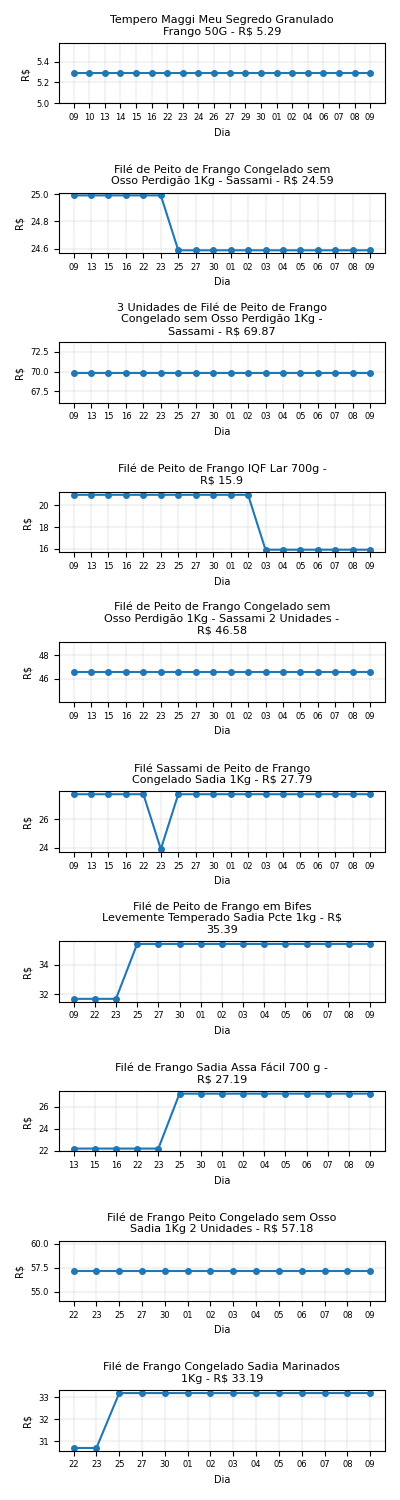 Tempero Maggi Meu Segredo Granulado
Frango 50G - R$ 5.29
R$
5.4
5.2
5.0
09 10 13 14 15 16 22 23 24 26 27 29 30 01 02 04 05 06 07 09
Dia
Filé de Peito de Frango Congelado sem
Osso Perdigão 1Kg - Sassami - R$ 24.59
R$
25.0
24.8
24.6
09 13 15 16 22 23 25 27 30 01 02 03 04 05 06 07 08 09
Dia
3 Unidades de Filé de Peito de Frango
Congelado sem Osso Perdigão 1Kg -
Sassami - R$ 69.87
R$
72.5
70.0
67.5
09 13 15 16 22 23 25 27 30 01 02 03 04 05 06 07 08 09
Dia
Filé de Peito de Frango IQF Lar 700g -
R$ 15.9
R$
20
18
16
09 13 15 16 22 23 25 27 30 01 02 03 04 05 06 07 08 09
Dia
Filé de Peito de Frango Congelado sem
Osso Perdigão 1Kg - Sassami 2 Unidades -
R$ 46.58
R$
48
46
09 13 15 16 22 23 25 27 30 01 02 03 04 05 06 07 08 09
Dia
Filé Sassami de Peito de Frango
Congelado Sadia 1Kg - R$ 27.79
R$
26
24
09 13 15 16 22 23 25 27 30 01 02 03 04 05 06 07 08 09
Dia
Filé de Peito de Frango em Bifes
Levemente Temperado Sadia Pcte 1kg - R$
35.39
R$
34
32
09 22 23 25 27 30 01 02 03 04 05 06 07 08 09
Dia
Filé de Frango Sadia Assa Fácil 700 g -
R$ 27.19
R$
26
24
22
13 15 16 22 23 25 30 01 02 04 05 06 07 08 09
Dia
Filé de Frango Peito Congelado sem Osso
Sadia 1Kg 2 Unidades - R$ 57.18
R$
60.0
57.5
55.0
22 23 25 27 30 01 02 03 04 05 06 07 08 09
Dia
Filé de Frango Congelado Sadia Marinados
1Kg - R$ 33.19
R$
33
32
31
22 23 25 27 30 01 02 03 04 05 06 07 08 09
Dia